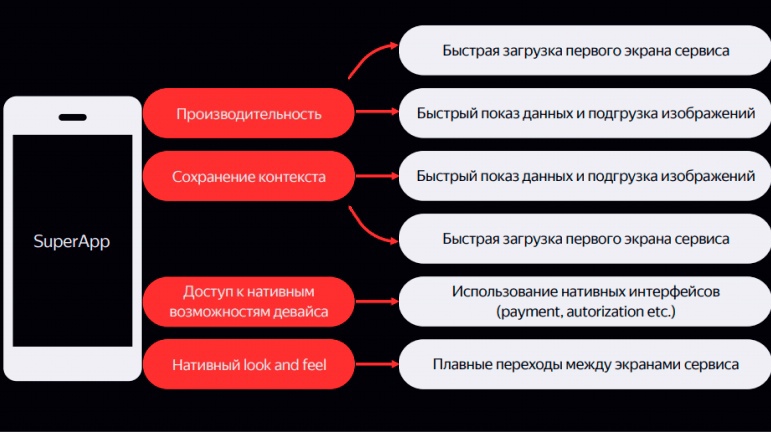 Быстрая загрузка первого экрана сервиса
Производительность
Быстрый показ данных и подгрузка изображений
Сохранение контекста
Быстрый показ данных и подгрузка изображений
SuperApp
Быстрая загрузка первого экрана сервиса
Доступ к нативным
возможностям девайса
Использование нативных интерфейсов
(payment, autorization etc.)
Нативный look and feel
Плавные переходы между экранами сервиса